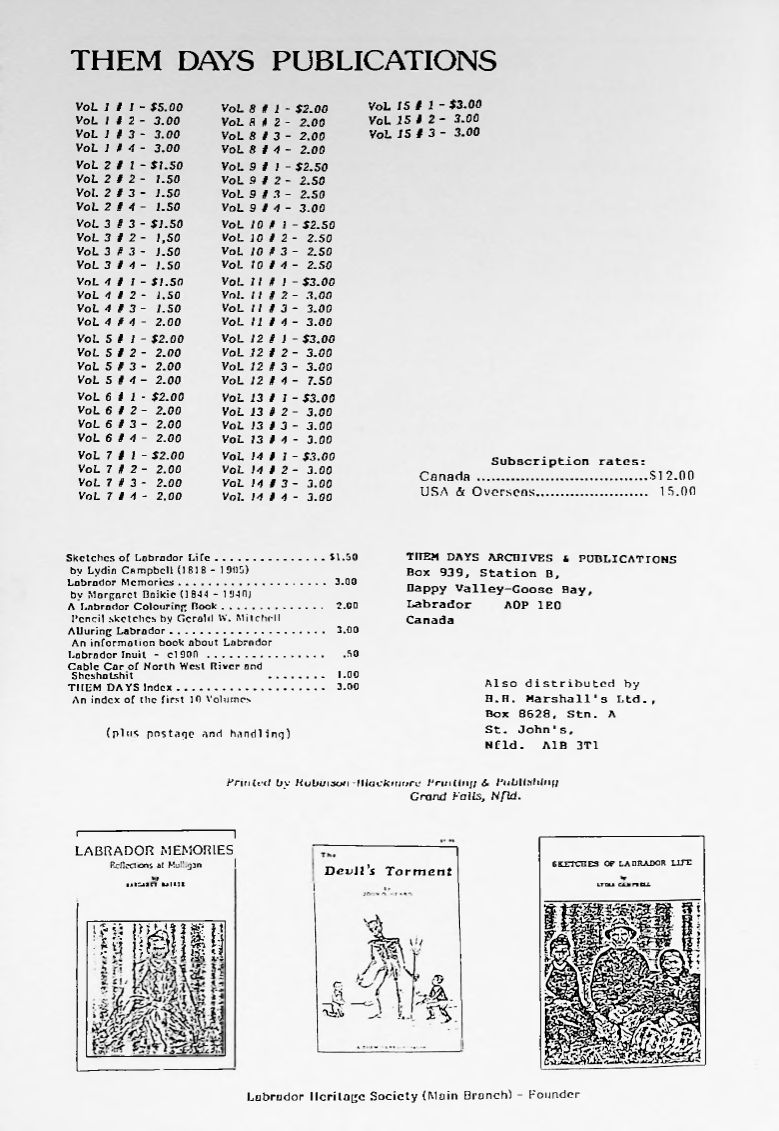 THEM DAYS PUBLICATIONS
Vol. 1 # 1 - $5.00
Vol. 1 # 2 - 3.00
Vol. 1 # 3 - 3.00
Vol. 1 # 4 - 3.00
Vol. 2 # 1 - $1.50
Vol. 2 # 2 - 1.50
Vol. 2 # 3 - 1.50
Vol. 2 # 4 - 1.50
Vol. 3 # 3 - $1.50
Vol. 3 # 2 - 1,50
Vol. 3 # 3 - 1.50
Vol. 3 # 4 - 1.50
Vol. 4 # 1 - $1.50
Vol. 4 # 2 - 1.50
Vol. 4 # 3 - 1.50
Vol. 4 # 4 - 2.00
Vol. 5 # 1 - $2.00
Vol. 5 # 2 - 2.00
Vol. 5 # 3 - 2.00
Vol. 5 # 4 - 2.00
Vol. 6 # 1 - $2.00
Vol. 6 # 2 - 2.00
Vol. 6 # 3 - 2.00
Vol. 6 # 4 - 2.00
Vol. 7 # 1 - $2.00
Vol. 7 # 2 - 2.00
Vol. 7 # 3 - 2.00
Vol. 7 # 4 - 2.00
Vol. 8 # 1 - $2.00
Vol. 8 # 2 - 2.00
Vol. 8 # 3 - 2.00
Vol. 8 # 4 - 2.00
Vol. 9 # 1 - $2.50
Vol. 9 # 2 - 2.50
Vol. 9 # 3 - 2.50
Vol. 9 # 4 - 3.00
Vol. 10 # 1 - $2.50
Vol. 10 # 2 - 2.50
Vol. 10 # 3 - 2.50
Vol. 10 # 4 - 2.50
Vol. 11 # 1 - $3.00
Vol. 11 # 2 - 3.00
Vol. 11 # 3 - 3.00
Vol. 11 # 4 - 3.00
Vol. 12 # 1 - $3.00
Vol. 12 # 2 - 3.00
Vol. 12 # 3 - 3.00
Vol. 12 # 4 - 7.50
Vol. 13 # 1 - $3.00
Vol. 13 # 2 - 3.00
Vol. 13 # 3 - 3.00
Vol. 13 # 4 - 3.00
Vol. 14 # 1 - $3.00
Vol. 14 # 2 - 3.00
Vol. 14 # 3 - 3.00
Vol. 14 # 4 - 3.00
Vol. 15 # 1 - $3.00
Vol. 15 # 2 - 3.00
Vol. 15 # 3 - 3.00
Subscription rates:
Canada ..................................$12.00
USA & Overseas....................... 15.00
Sketches of Labrador Life ............... $1.50
by Lydia Campbell (1818 - 1905)
Labrador Memories .................... 3.00
by Margaret Baikie (1844 - 1940)
A Labrador Colouring Book .............. 2.00
Pencil sketches by Gerald W. Mitchell
Alluring Labrador ..................... 3.00
An information book about Labrador
Labrador Inuit - c1900 ................ .50
Cable Car of North West River and
Sheshatshit ........ 1.00
THEM DAYS Index .................... 3.00
An index of the first 10 Volumes
(plus postage and handling)
THEM DAYS ARCHIVES & PUBLICATIONS
Box 939, Station B,
Happy Valley-Goose Bay,
Labrador A0P 1E0
Canada
Also distributed by
H.H. Marshall's Ltd.,
Box 8628, Stn. A
St. John's,
Nfld. A1B 3T1
Printed by Robinson-Blackmore Printing & Publishing
Grand Falls, Nfld.
LABRADOR MEMORIES
Reflections at Mulligan
by
MARGARET BAIKIE
The
Devil's Torment
by
SKETCHES OF LABRADOR LIFE
by
LYDIA CAMPBELL
Labrador Heritage Society (Main Branch) - Founder